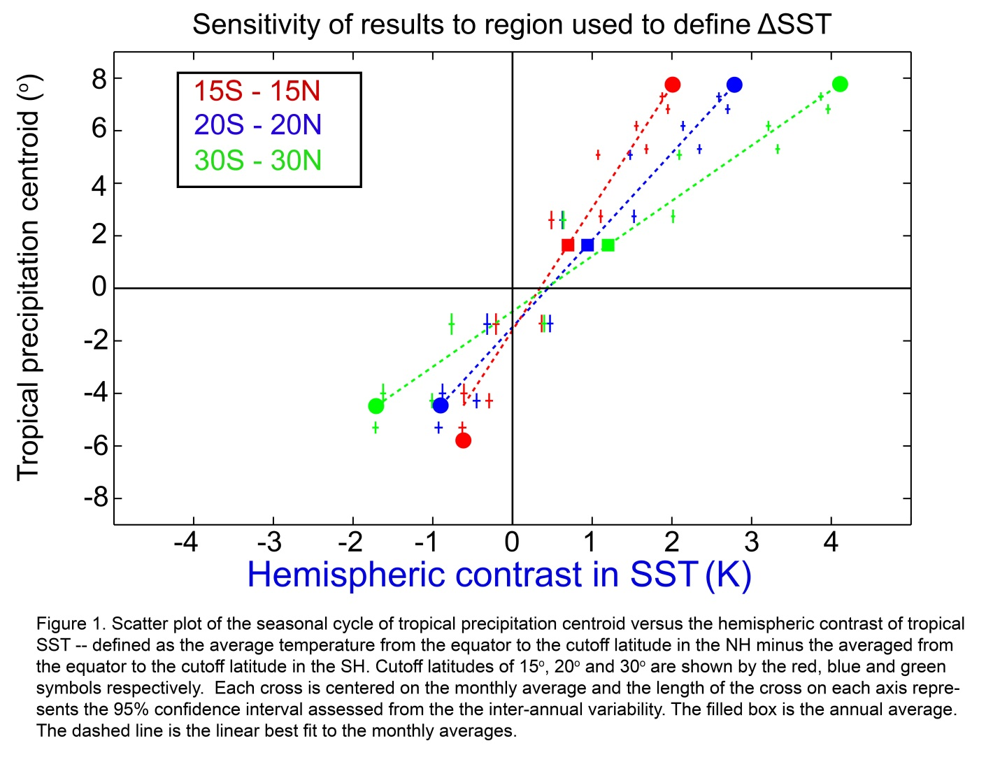 Sensitivity of results to region used to define ΔSST
Tropical precipitation centroid (o)
15S - 15N
20S - 20N
30S - 30N
8
6
4
2
0
-2
-4
-6
-8
-4 -3 -2 -1 0 1 2 3 4
Hemispheric contrast in SST (K)
Figure 1. Scatter plot of the seasonal cycle of tropical precipitation centroid versus the hemispheric contrast of tropical
SST -- defined as the average temperature from the equator to the cutoff latitude in the NH minus the averaged from
the equator to the cutoff latitude in the SH. Cutoff latitudes of 15o, 20o and 30o are shown by the red, blue and green
symbols respectively.  Each cross is centered on the monthly average and the length of the cross on each axis repre-
sents the 95% confidence interval assessed from the the inter-annual variability. The filled box is the annual average.
The dashed line is the linear best fit to the monthly averages.